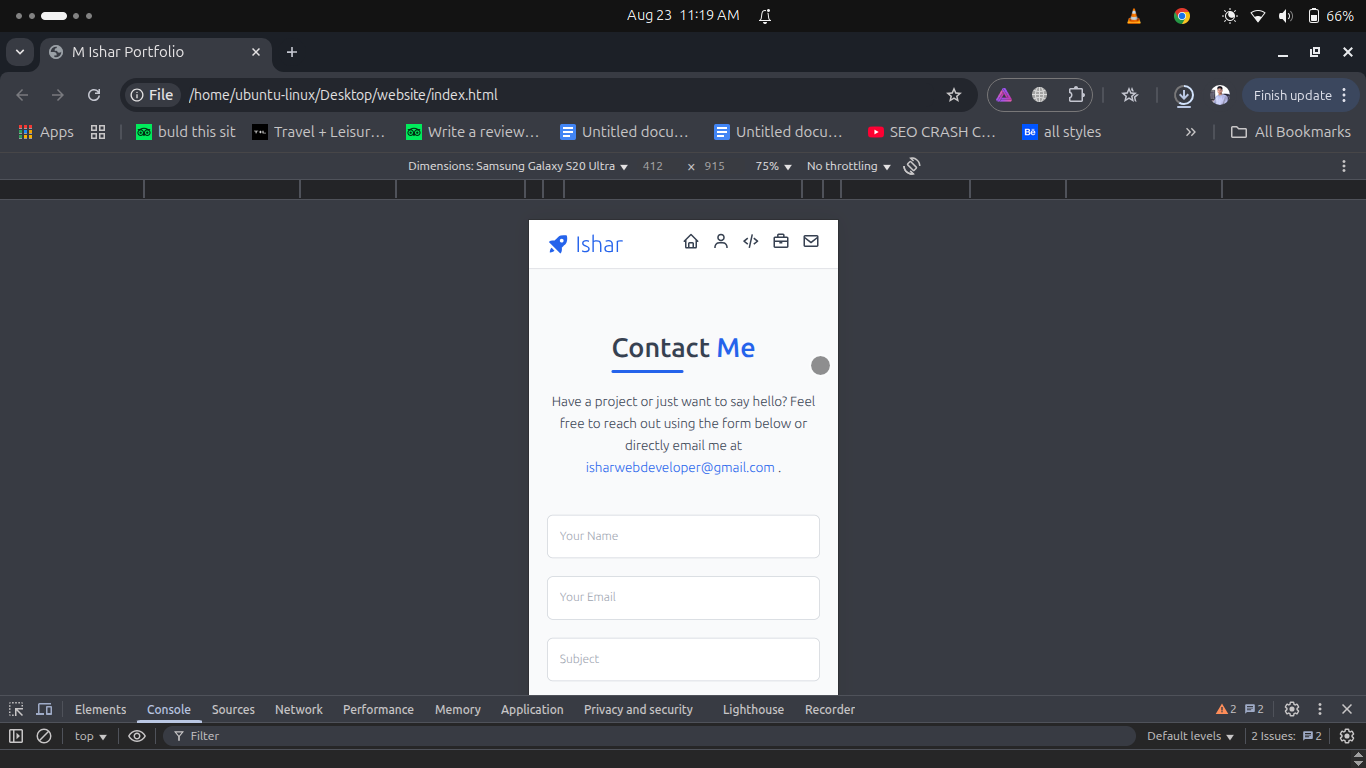 Aug 23 11:19 AM
66%
M Ishar Portfolio
File /home/ubuntu-linux/Desktop/website/index.html
Finish update
Apps
buld this sit
Travel + Leisur…
Write a review…
Untitled docu…
Untitled docu…
SEO CRASH C…
Bē all styles
All Bookmarks
Dimensions: Samsung Galaxy S20 Ultra 412 × 915 75% No throttling
Ishar
Contact Me
Have a project or just want to say hello? Feel
free to reach out using the form below or
directly email me at
isharwebdeveloper@gmail.com .
Your Name
Your Email
Subject
Elements Console Sources Network Performance Memory Application Privacy and security Lighthouse Recorder 2 2
top Filter Default levels 2 Issues: 2